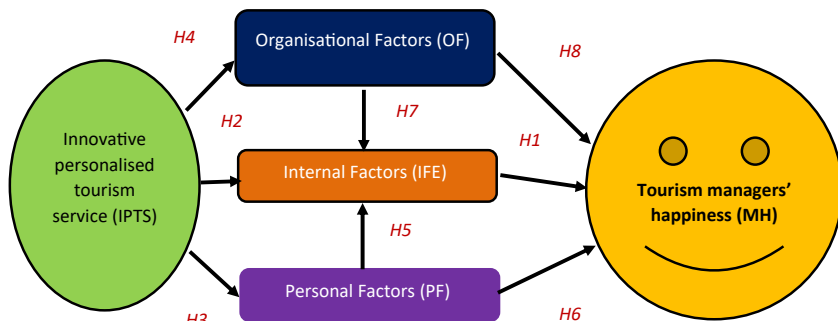 H4
Organisational Factors (OF)
H8
Innovative
personalised
tourism
service (IPTS)
H2
H7
H1
Internal Factors (IFE)
Tourism managers’
happiness (MH)
H5
Personal Factors (PF)
H3
H6